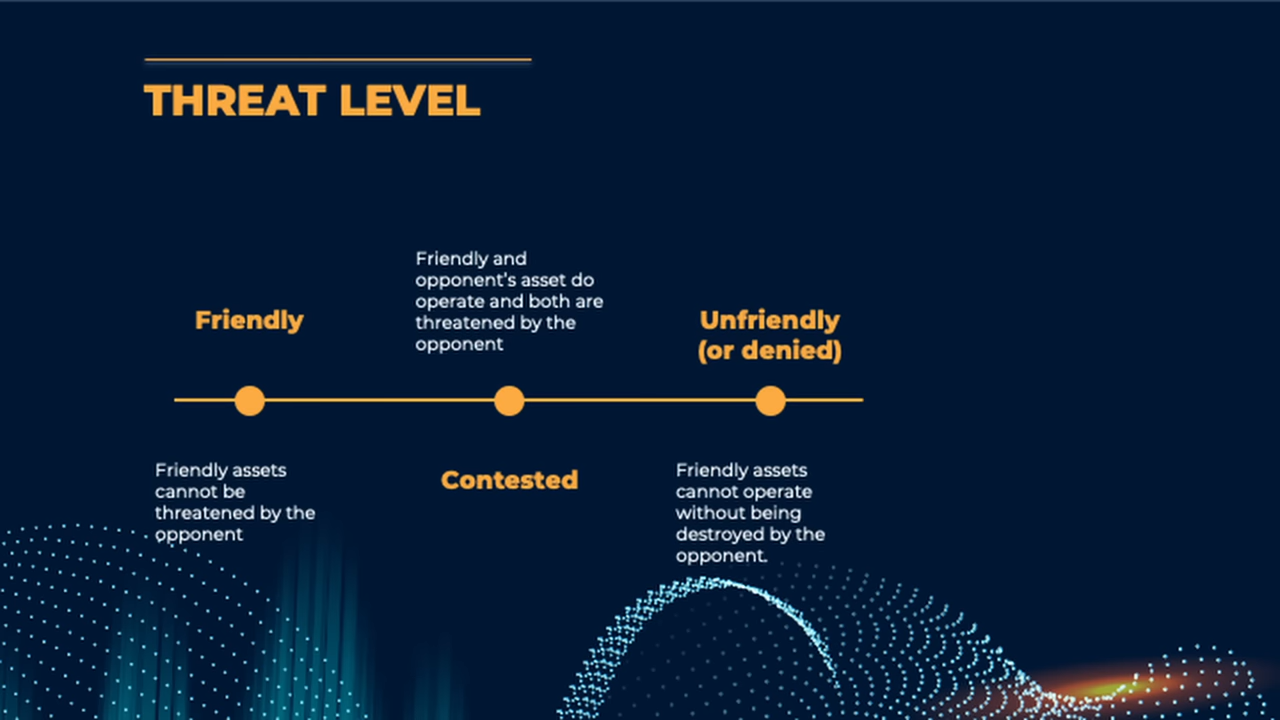 THREAT LEVEL
Friendly
Friendly assets
cannot be
threatened by the
opponent
Friendly and
opponent's asset do
operate and both are
threatened by the
opponent
Contested
Unfriendly
(or denied)
Friendly assets
cannot operate
without being
destroyed by the
opponent.